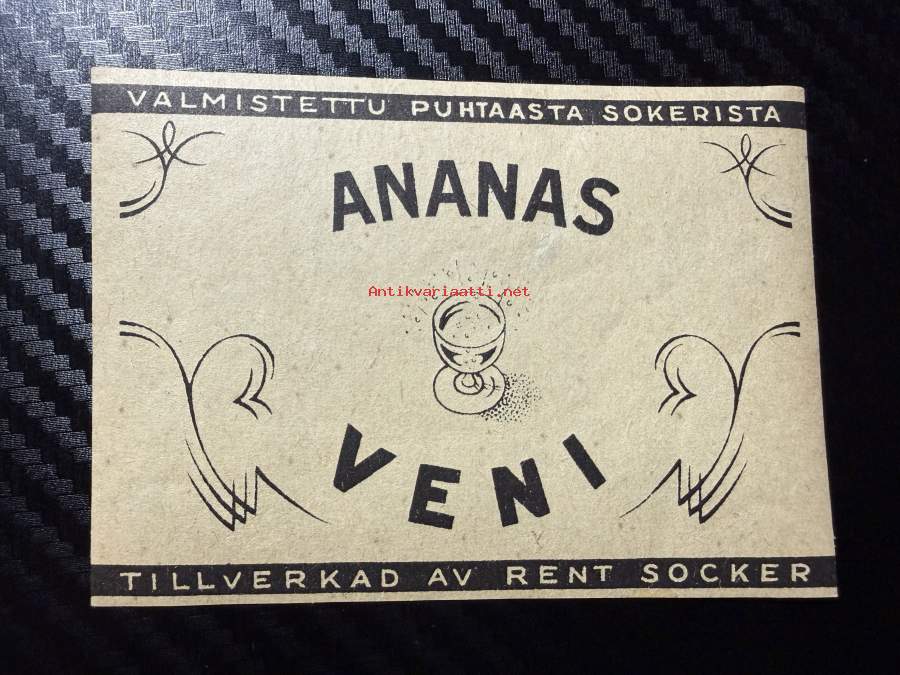 VALMISTETTU PUHTAASTA SOKERISTA
ANANAS
Antikvariaatti.net
VENI
TILLVERKAD AV RENT SOCKER